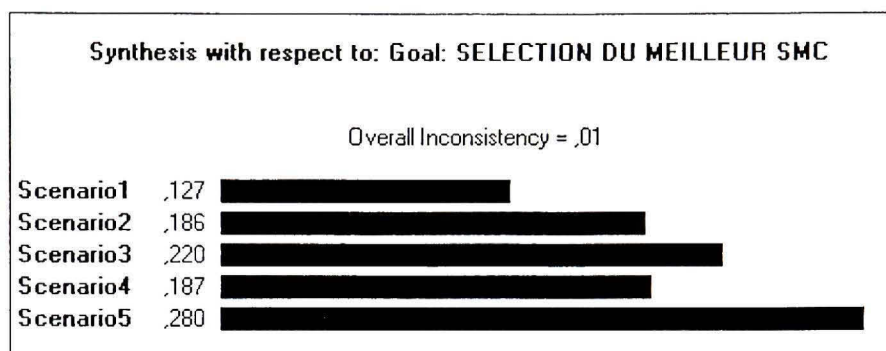 Synthesis with respect to: Goal: SELECTION DU MEILLEUR SMC
Overall Inconsistency = ,01
Scenario1 ,127
Scenario2 ,186
Scenario3 ,220
Scenario4 ,187
Scenario5 ,280